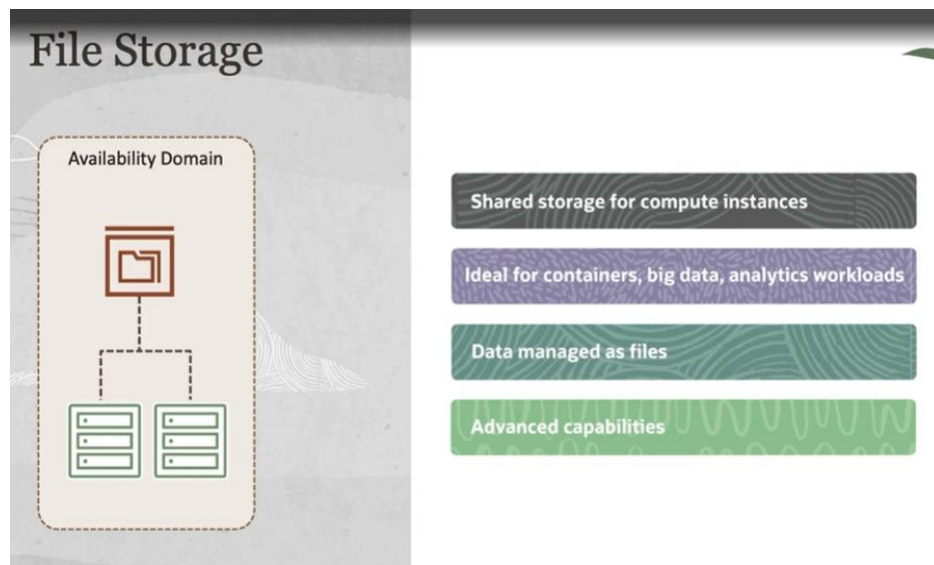 File Storage
Availability Domain
Shared storage for compute instances
Ideal for containers, big data, analytics workloads
Data managed as files
Advanced capabilities